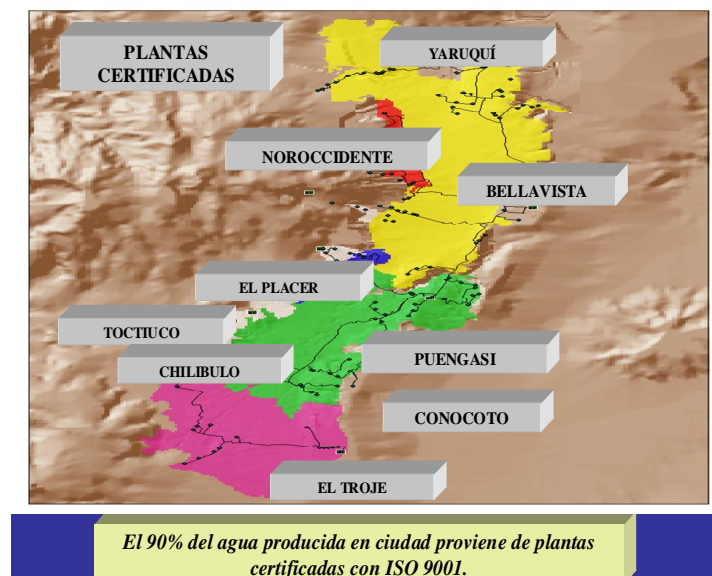 PLANTAS
CERTIFICADAS
YARUQUÍ
NOROCCIDENTE
BELLAVISTA
EL PLACER
TOCTIUCO
CHILIBULO
PUENGASI
CONOCOTO
EL TROJE
El 90% del agua producida en ciudad proviene de plantas
certificadas con ISO 9001.